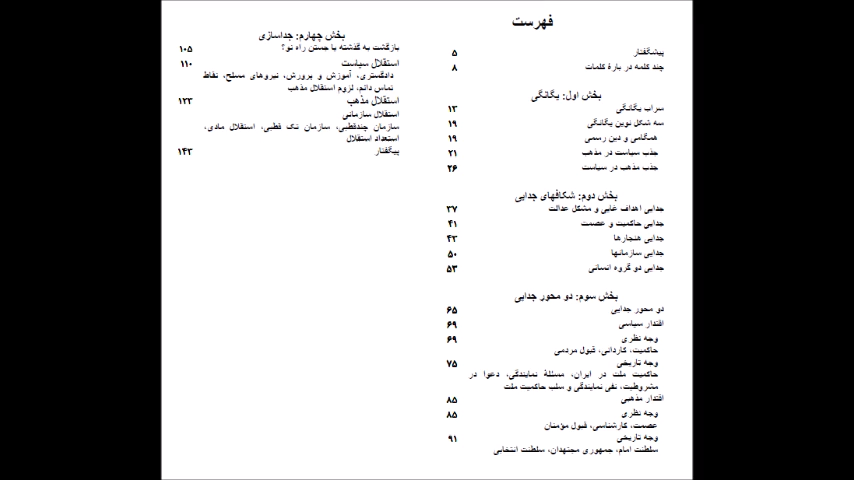 فهرست
پیشگفتار ۵
چند کلمه در بارهٔ کلمات ۸
بخش اول: یگانگی
سراب یگانگی ۱۳
سه شکل نوین یگانگی ۱۹
همگامی و دین رسمی ۱۹
جذب سیاست در مذهب ۲۱
جذب مذهب در سیاست ۲۶
بخش دوم: شکافهای جدایی
جدایی اهداف غایی و مشکل عدالت ۳۷
جدایی حاکمیت و عصمت ۴۱
جدایی هنجارها ۴۳
جدایی سازمانها ۵۰
جدایی دو گروه انسانی ۵۳
بخش سوم: دو محور جدایی
دو محور جدایی ۶۵
اقتدار سیاسی ۶۹
وجه نظری ۶۹
حاکمیت، کاردانی، قبول مردمی
وجه تاریخی ۷۵
حاکمیت ملت در ایران، مسئلهٔ نمایندگی، دعوا در
مشروطیت، نفی نمایندگی و سلب حاکمیت ملت
اقتدار مذهبی ۸۵
وجه نظری ۸۵
عصمت، کارشناسی، قبول مؤمنان
وجه تاریخی ۹۱
سلطنت امام، جمهوری مجتهدان، سلطنت انتخابی
بخش چهارم: جداسازی
بازگشت به گذشته یا جستن راه نو؟ ۱۰۵
استقلال سیاست ۱۱۰
دادگستری، آموزش و پرورش، نیروهای مسلح، نقاط
تماس دائم، لزوم استقلال مذهب
استقلال مذهب ۱۲۳
استقلال سازمانی
سازمان چندقطبی، سازمان تک قطبی، استقلال مادی،
استعداد استقلال
پیگفتار ۱۴۳